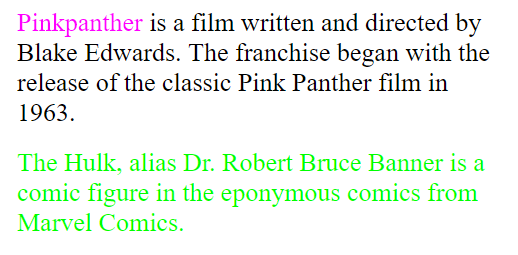 Pinkpanther is a film written and directed by
Blake Edwards. The franchise began with the
release of the classic Pink Panther film in
1963.
The Hulk, alias Dr. Robert Bruce Banner is a
comic figure in the eponymous comics from
Marvel Comics.